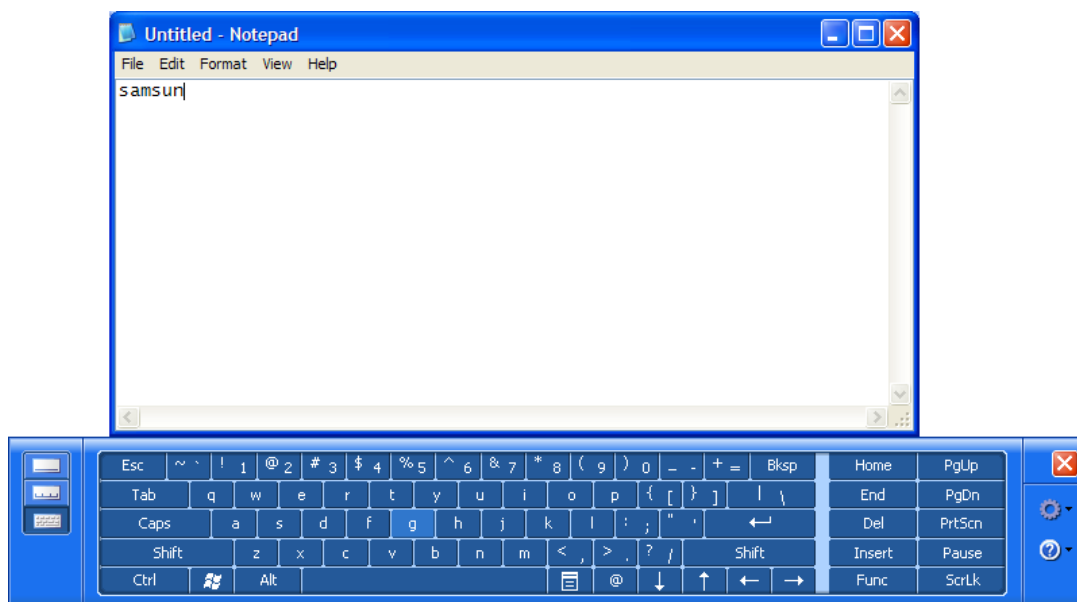 Untitled - Notepad
File Edit Format View Help
samsun
Esc ~ ` ! 1 @ 2 # 3 $ 4 % 5 ^ 6 & 7 * 8 ( 9 ) 0 _ - + = Bksp Home PgUp
Tab q w e r t y u i o p { [ } ] | \ End PgDn
Caps a s d f g h j k l : ; " ' Del PrtScn
Shift z x c v b n m < , > . ? / Shift Insert Pause
Ctrl Alt @ ↓ ↑ ← → Func ScrLk